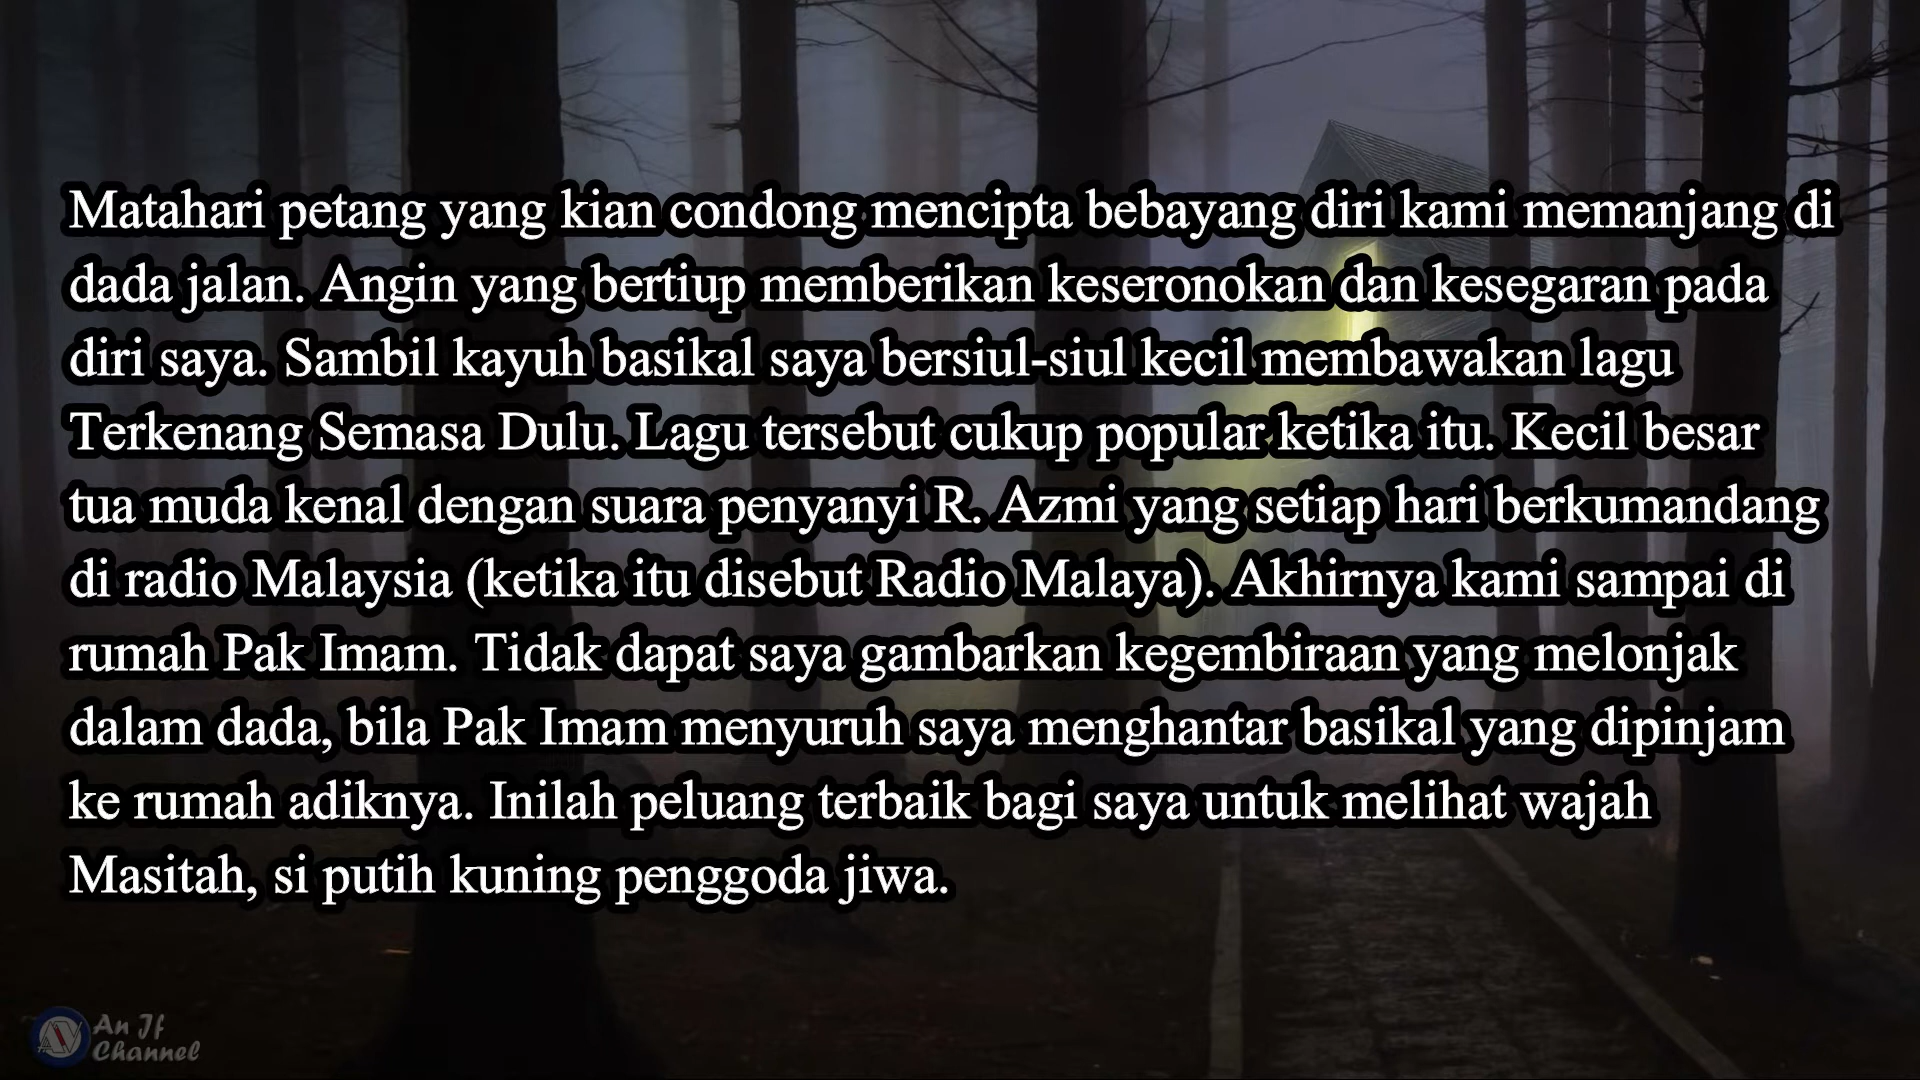 Matahari petang yang kian condong mencipta bebayang diri kami memanjang di
dada jalan. Angin yang bertiup memberikan keseronokan dan kesegaran pada
diri saya. Sambil kayuh basikal saya bersiul-siul kecil membawakan lagu
Terkenang Semasa Dulu. Lagu tersebut cukup popular ketika itu. Kecil besar
tua muda kenal dengan suara penyanyi R. Azmi yang setiap hari berkumandang
di radio Malaysia (ketika itu disebut Radio Malaya). Akhirnya kami sampai di
rumah Pak Imam. Tidak dapat saya gambarkan kegembiraan yang melonjak
dalam dada, bila Pak Imam menyuruh saya menghantar basikal yang dipinjam
ke rumah adiknya. Inilah peluang terbaik bagi saya untuk melihat wajah
Masitah, si putih kuning penggoda jiwa.
An Jf
Channel